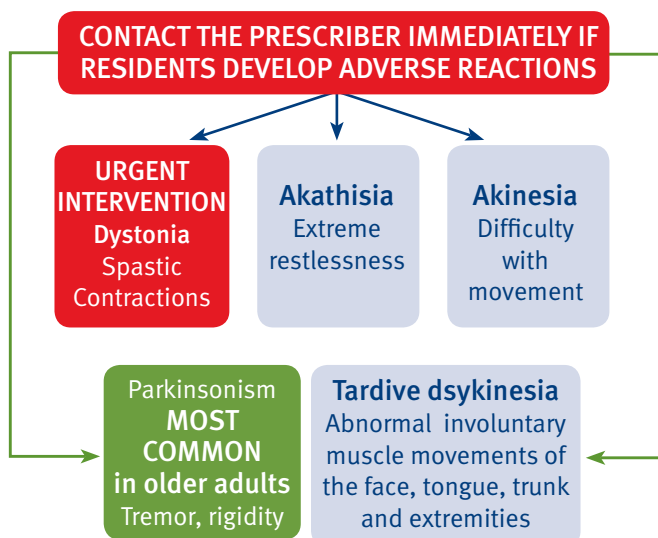 CONTACT THE PRESCRIBER IMMEDIATELY IF
RESIDENTS DEVELOP ADVERSE REACTIONS
URGENT
INTERVENTION
Dystonia
Spastic
Contractions
Akathisia
Extreme
restlessness
Akinesia
Difficulty
with
movement
Parkinsonism
MOST
COMMON
in older adults
Tremor, rigidity
Tardive dsykinesia
Abnormal involuntary
muscle movements of
the face, tongue, trunk
and extremities